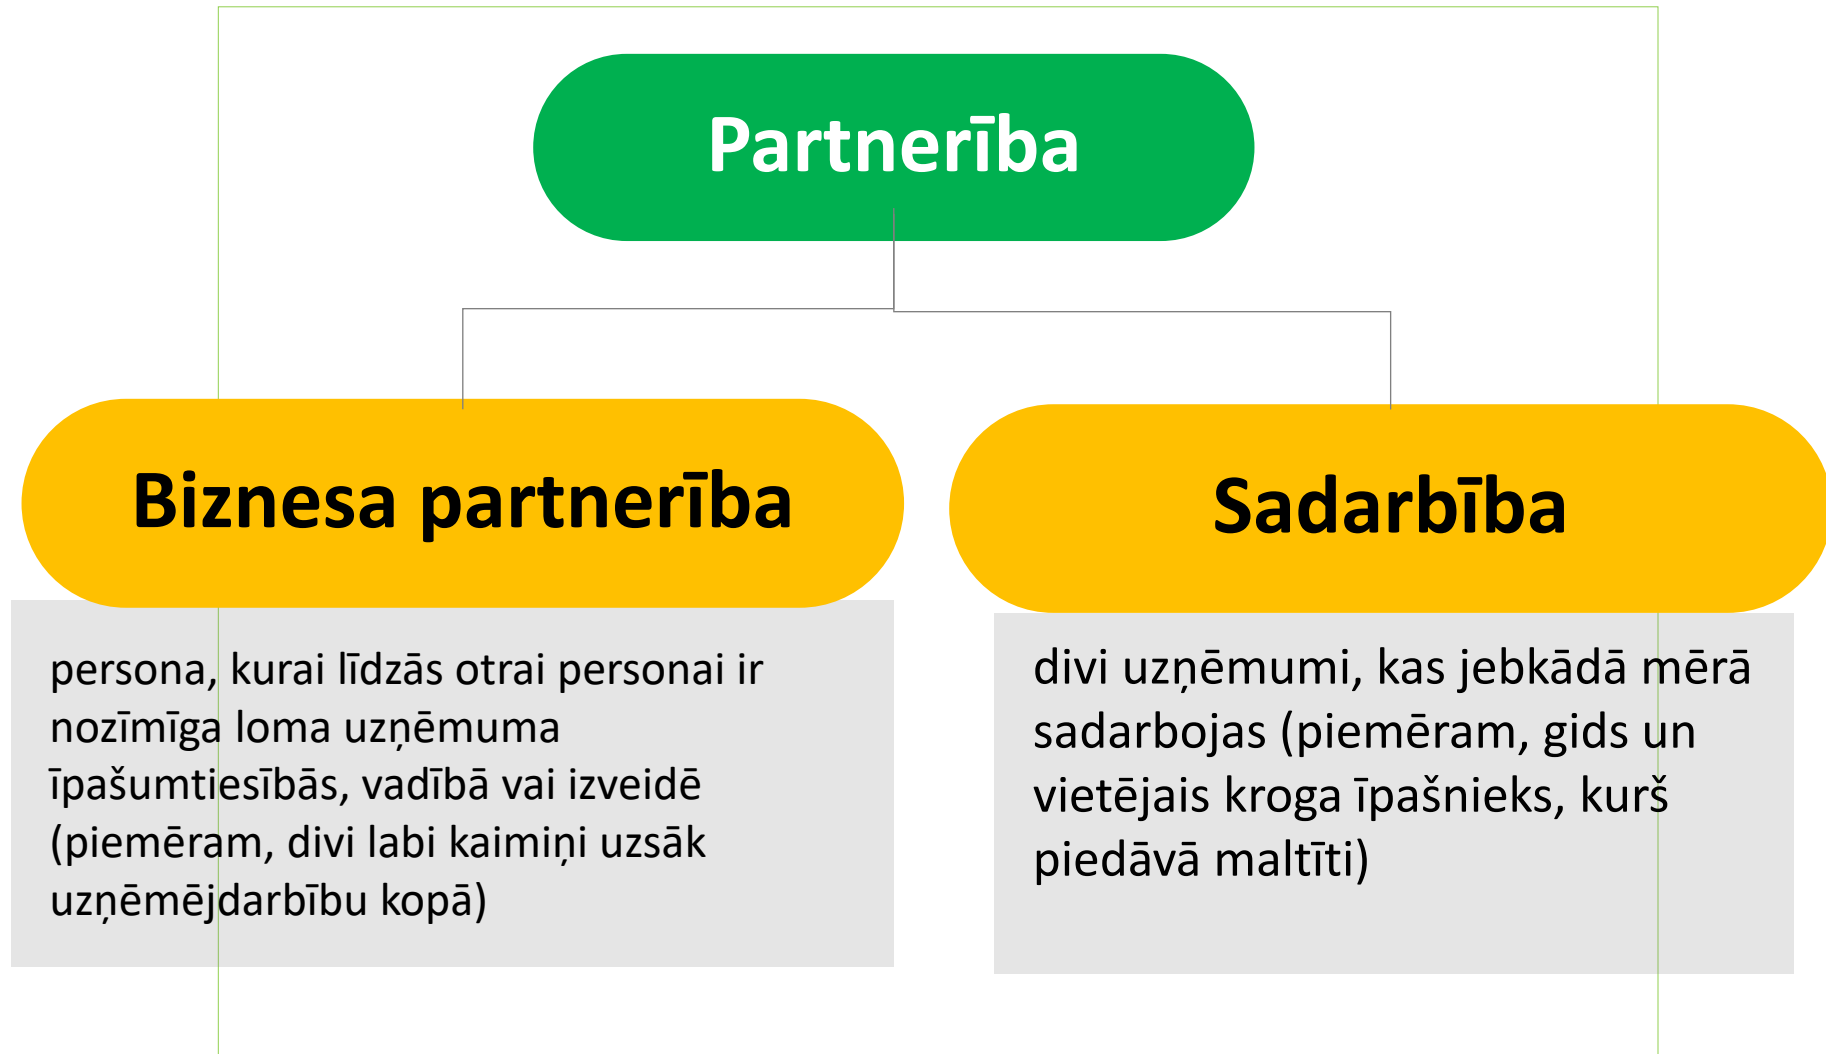 Partnerība
Biznesa partnerība
persona, kurai līdzās otrai personai ir
nozīmīga loma uzņēmuma
īpašumtiesībās, vadībā vai izveidē
(piemēram, divi labi kaimiņi uzsāk
uzņēmējdarbību kopā)
Sadarbība
divi uzņēmumi, kas jebkādā mērā
sadarbojas (piemēram, gids un
vietējais kroga īpašnieks, kurš
piedāvā maltīti)